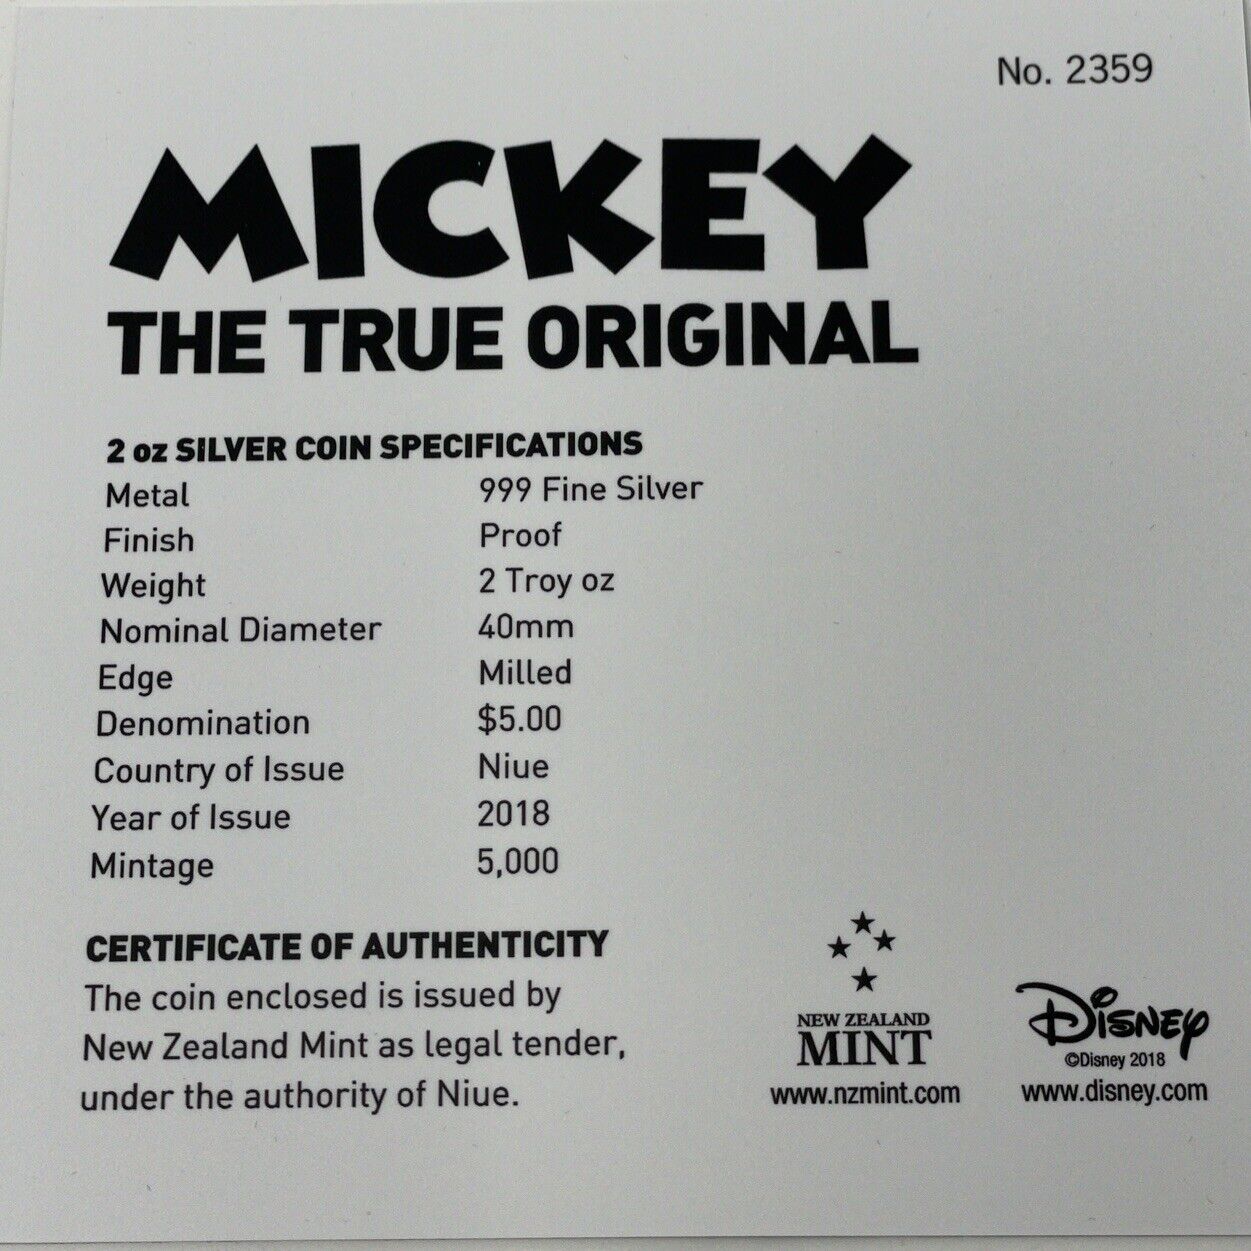 No. 2359
MICKEY
THE TRUE ORIGINAL
2 oz SILVER COIN SPECIFICATIONS
Metal 999 Fine Silver
Finish Proof
Weight 2 Troy oz
Nominal Diameter 40mm
Edge Milled
Denomination $5.00
Country of Issue Niue
Year of Issue 2018
Mintage 5,000
CERTIFICATE OF AUTHENTICITY
The coin enclosed is issued by
New Zealand Mint as legal tender,
under the authority of Niue.
NEW ZEALAND
MINT
www.nzmint.com
Disney
©Disney 2018
www.disney.com